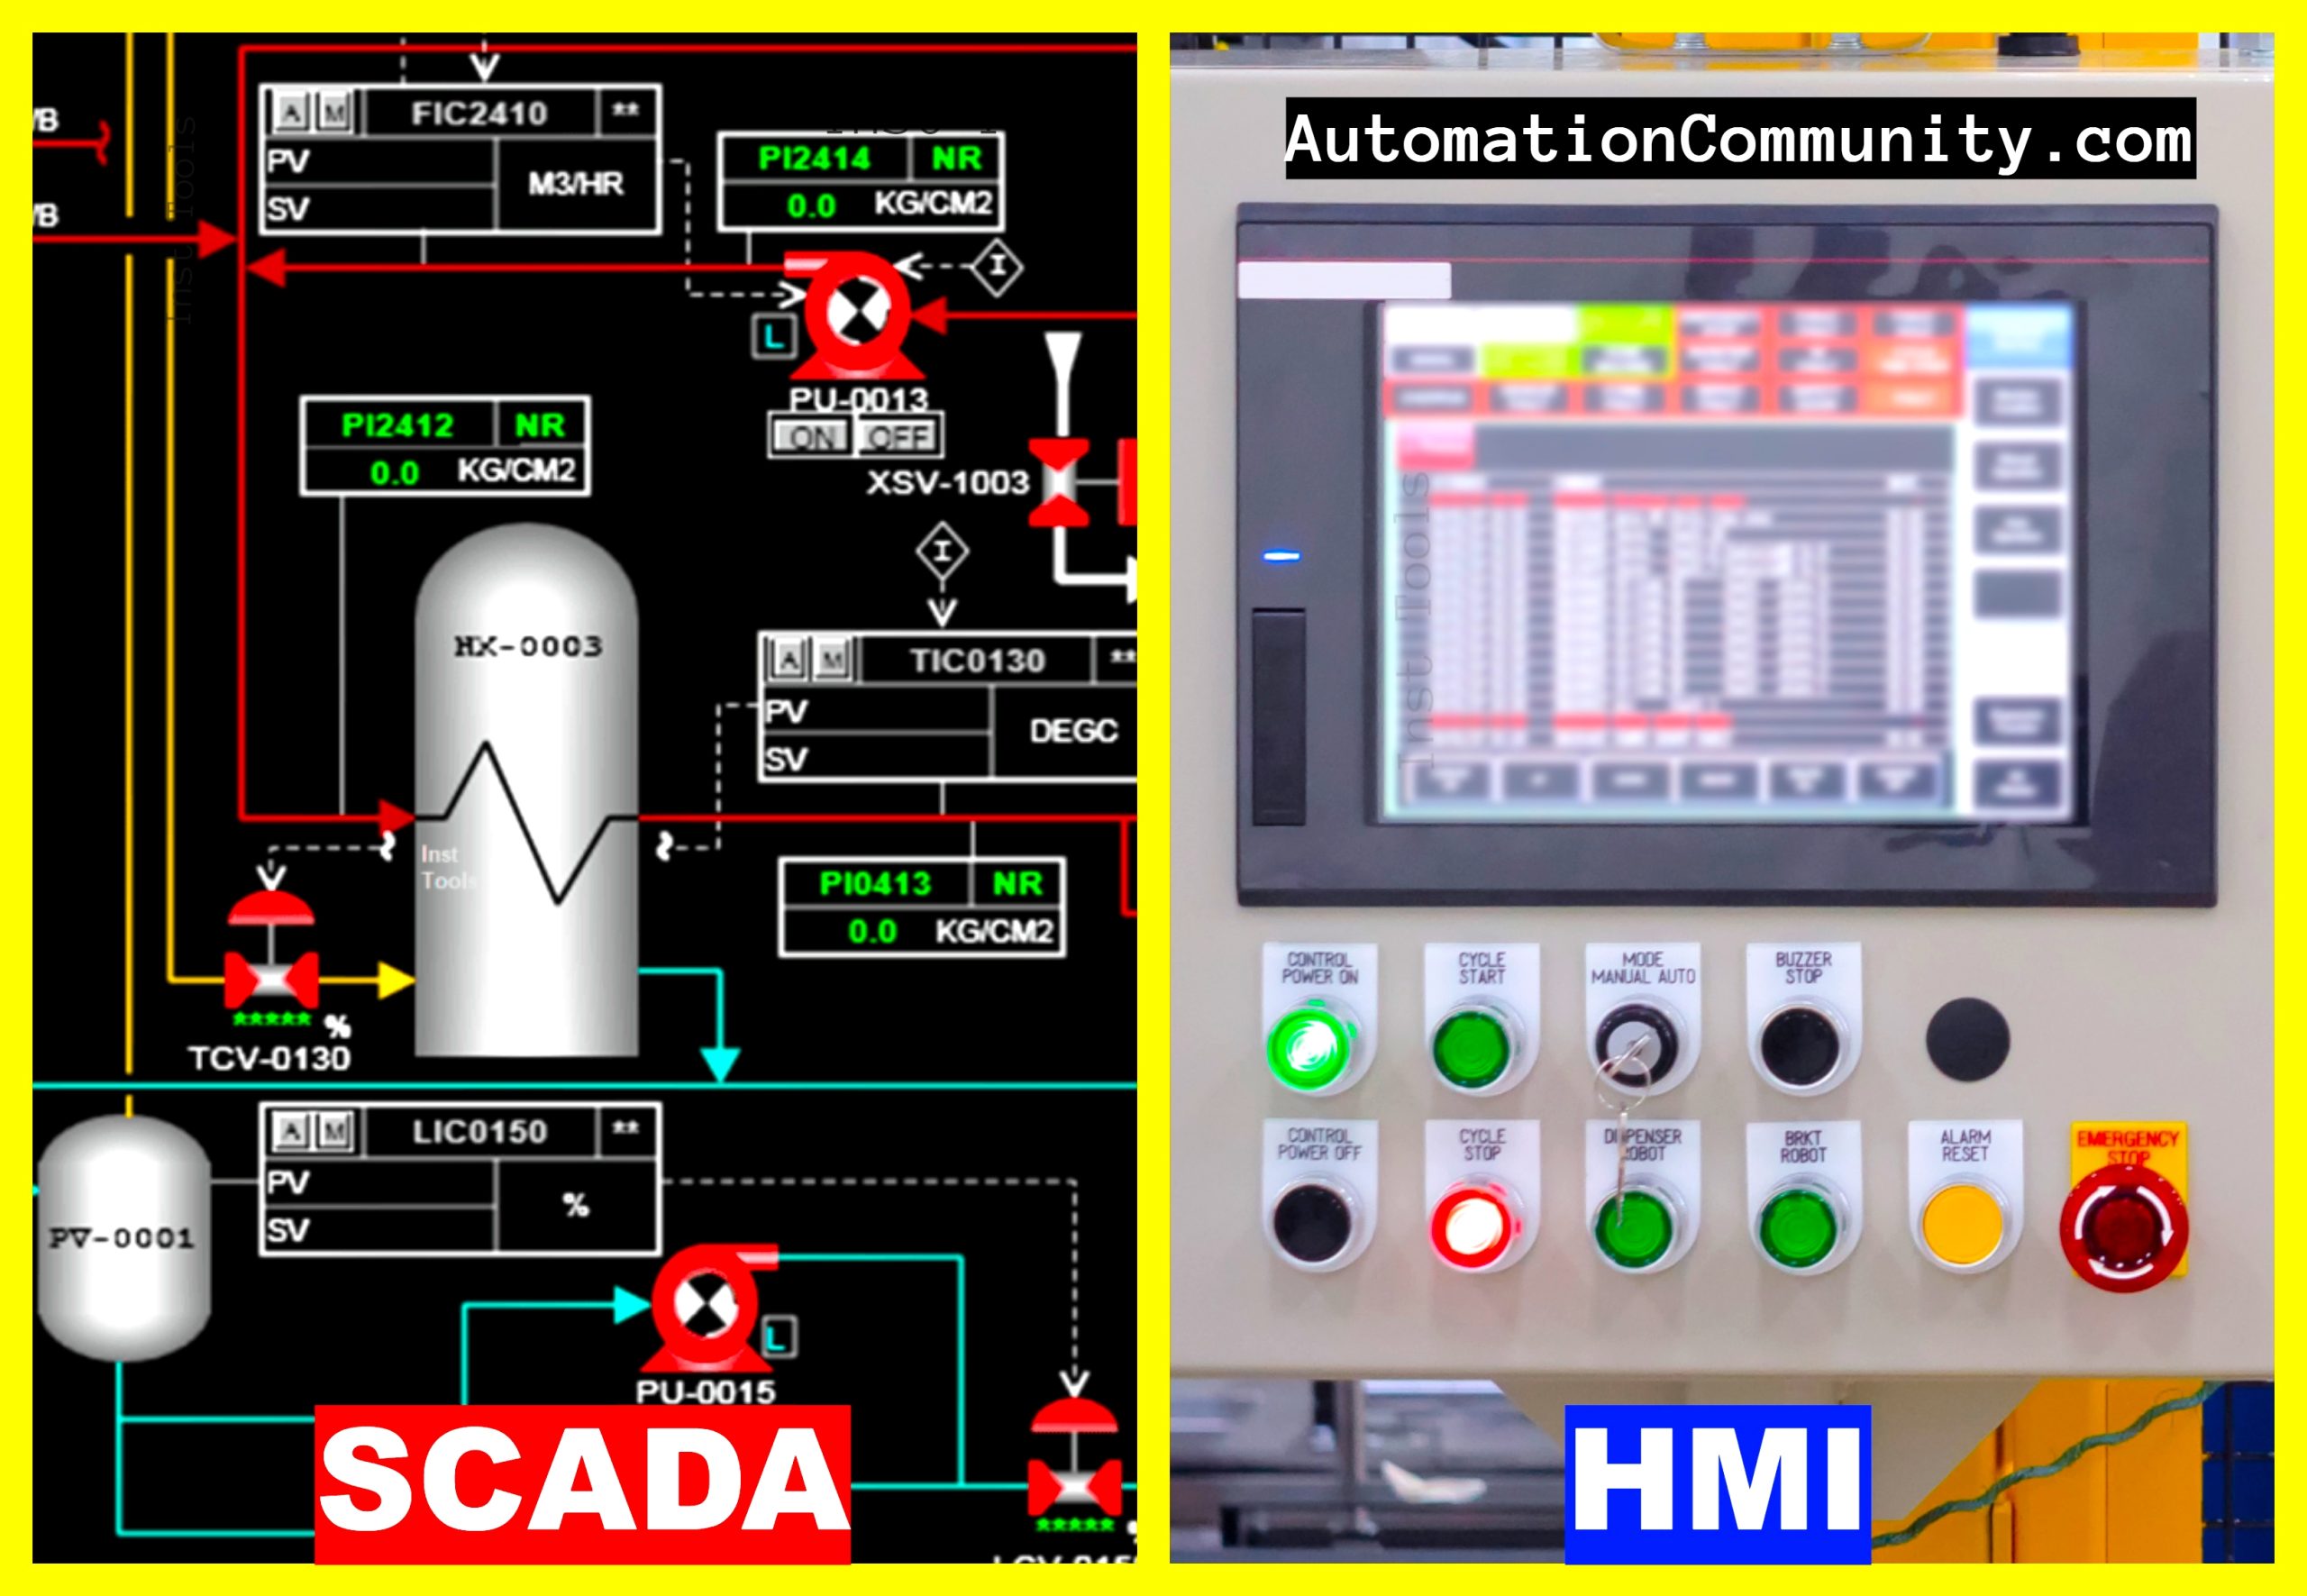 /B
/B
A M FIC2410 **
PV
SV
M3/HR
PI2414 NR
0.0 KG/CM2
I
L
PU-0013
ON OFF
PI2412 NR
0.0 KG/CM2
XSV-1003
I
HX-0003
A M TIC0130 **
PV
SV
DEGC
Inst
Tools
PI0413 NR
0.0 KG/CM2
***** %
TCV-0130
A M LIC0150 **
PV
SV
%
PV-0001
L
PU-0015
*****
SCADA
Inst Tools
AutomationCommunity.com
Inst Tools
CONTROL
POWER ON
CYCLE
START
MODE
MANUAL AUTO
BUZZER
STOP
CONTROL
POWER OFF
CYCLE
STOP
DISPENSER
ROBOT
BRKT
ROBOT
ALARM
RESET
EMERGENCY
STOP
HMI